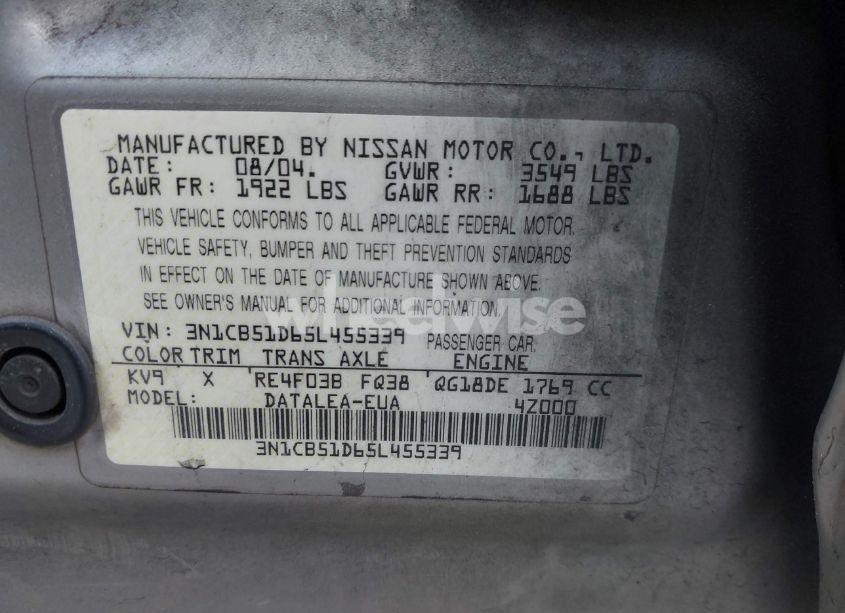 MANUFACTURED BY NISSAN MOTOR CO., LTD.
DATE: 08/04. GVWR: 3549 LBS
GAWR FR: 1922 LBS GAWR RR: 1688 LBS
THIS VEHICLE CONFORMS TO ALL APPLICABLE FEDERAL MOTOR
VEHICLE SAFETY, BUMPER AND THEFT PREVENTION STANDARDS
IN EFFECT ON THE DATE OF MANUFACTURE SHOWN ABOVE.
SEE OWNER'S MANUAL FOR ADDITIONAL INFORMATION.
wheelwise
VIN: 3N1CB51D65L455339 PASSENGER CAR
COLOR TRIM TRANS AXLE ENGINE
KV9 X RE4F03B FQ38 QG18DE 1769 CC
MODEL: DATALEA-EUA 4Z000
3N1CB51D65L455339